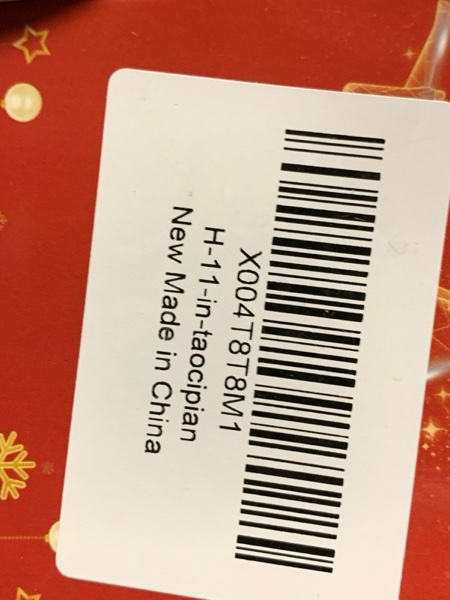 X004T8T8M1
H-11-in-taocipian
New Made in China